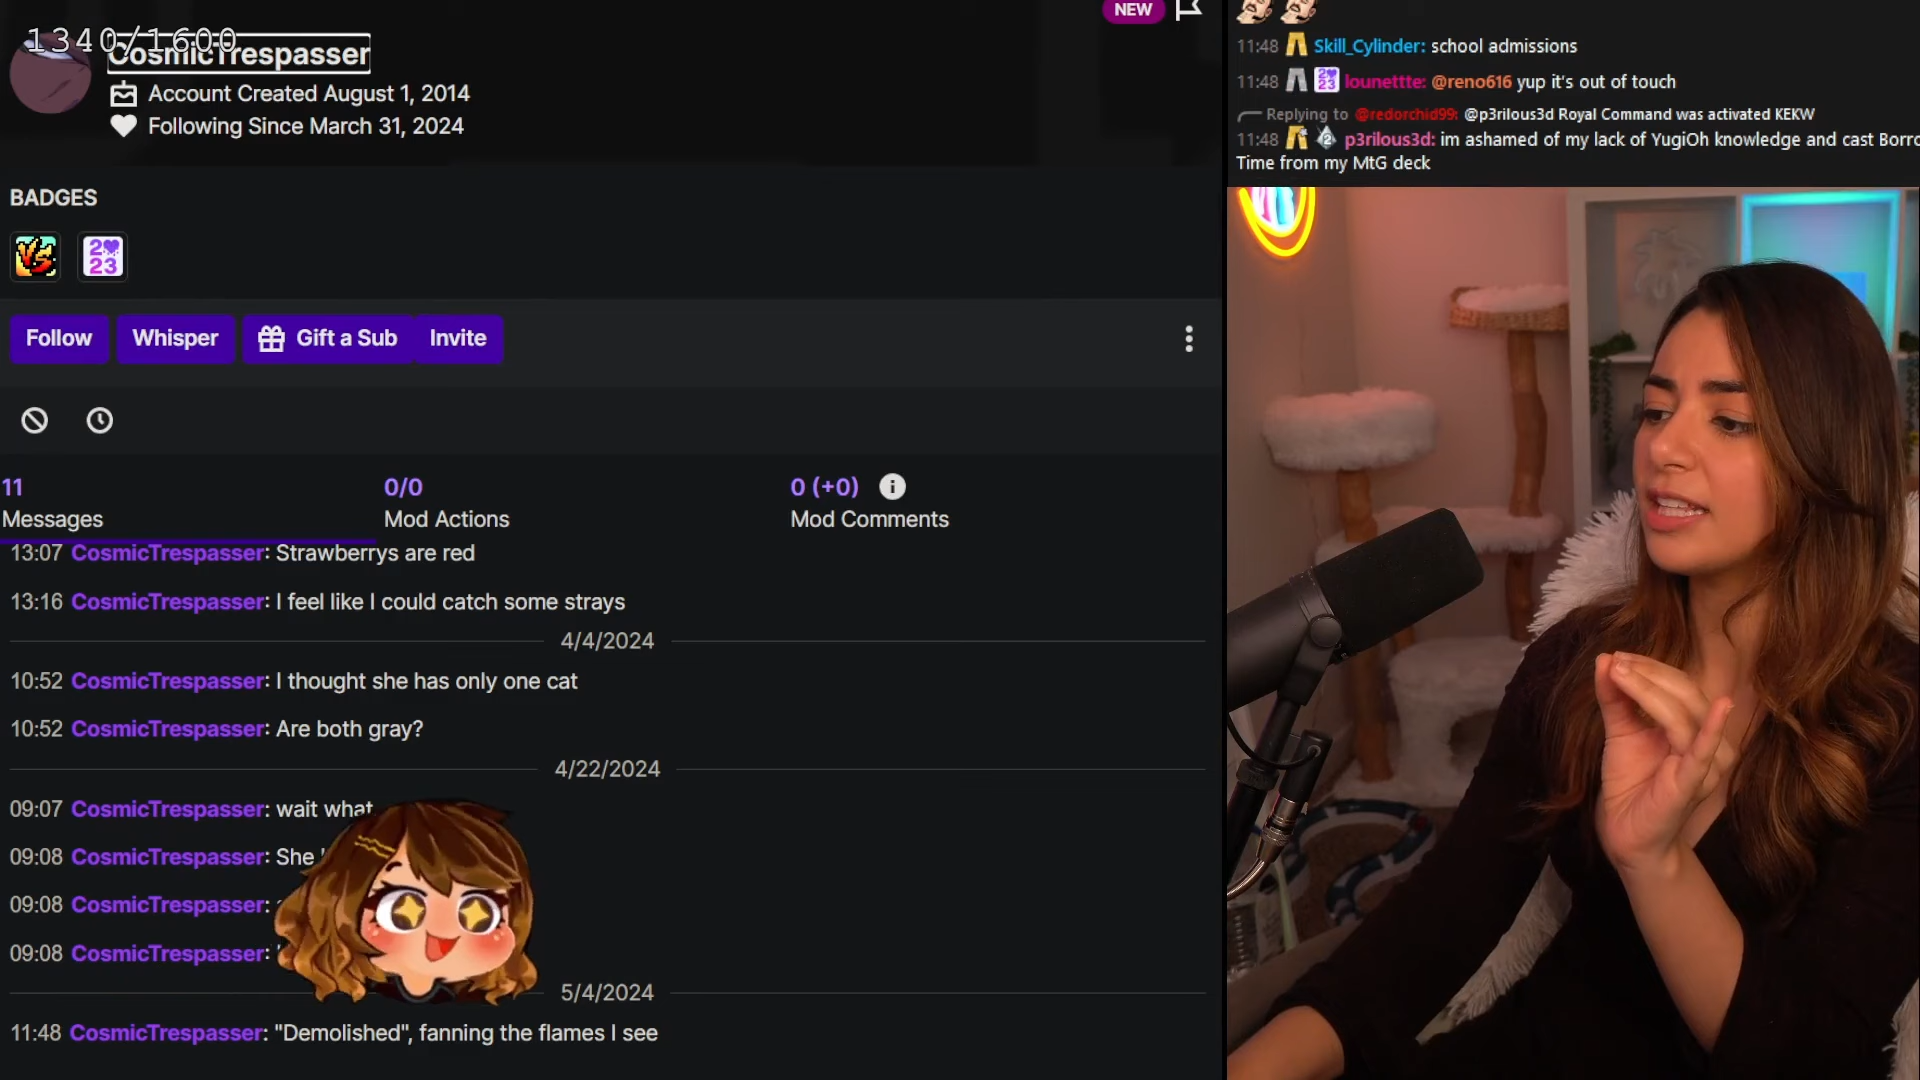 1340/1600
CosmicTrespasser
Account Created August 1, 2014
Following Since March 31, 2024
NEW
BADGES
VS
2023
Follow
Whisper
Gift a Sub
Invite
11
Messages
0/0
Mod Actions
0 (+0)
Mod Comments
13:07 CosmicTrespasser: Strawberrys are red
13:16 CosmicTrespasser: I feel like I could catch some strays
4/4/2024
10:52 CosmicTrespasser: I thought she has only one cat
10:52 CosmicTrespasser: Are both gray?
4/22/2024
09:07 CosmicTrespasser: wait what
09:08 CosmicTrespasser: She
09:08 CosmicTrespasser:
09:08 CosmicTrespasser:
5/4/2024
11:48 CosmicTrespasser: "Demolished", fanning the flames I see
11:48 Skill_Cylinder: school admissions
11:48 2023 lounettte: @reno616 yup it's out of touch
Replying to @redorchid99: @p3rilous3d Royal Command was activated KEKW
11:48 2 p3rilous3d: im ashamed of my lack of YugiOh knowledge and cast
Time from my MtG deck